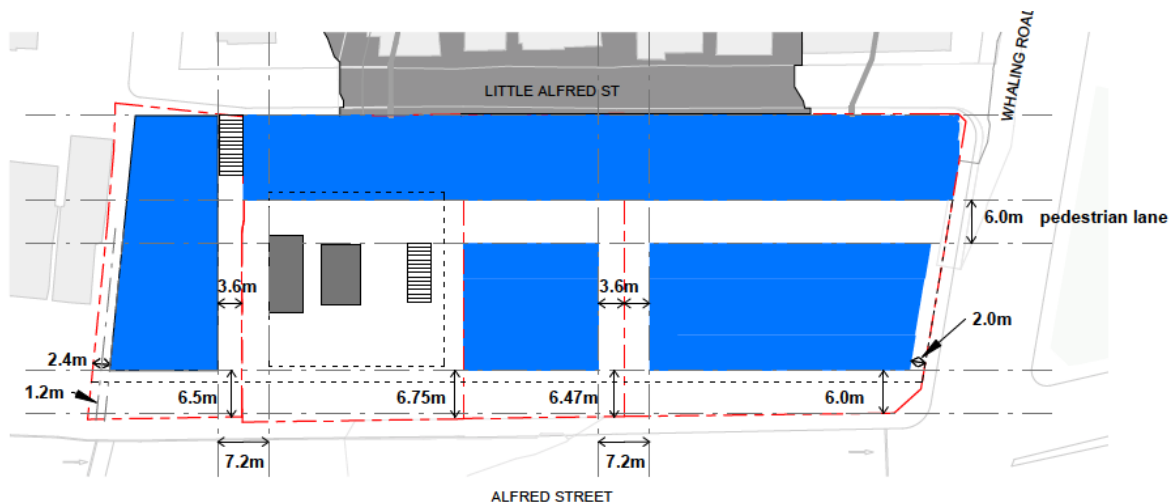 WHALING ROAL
LITTLE ALFRED ST
6.0m pedestrian lane
3.6m
3.6m
2.0m
2.4m
1.2m
6.5m
6.75m
6.47m
6.0m
7.2m
7.2m
ALFRED STREET